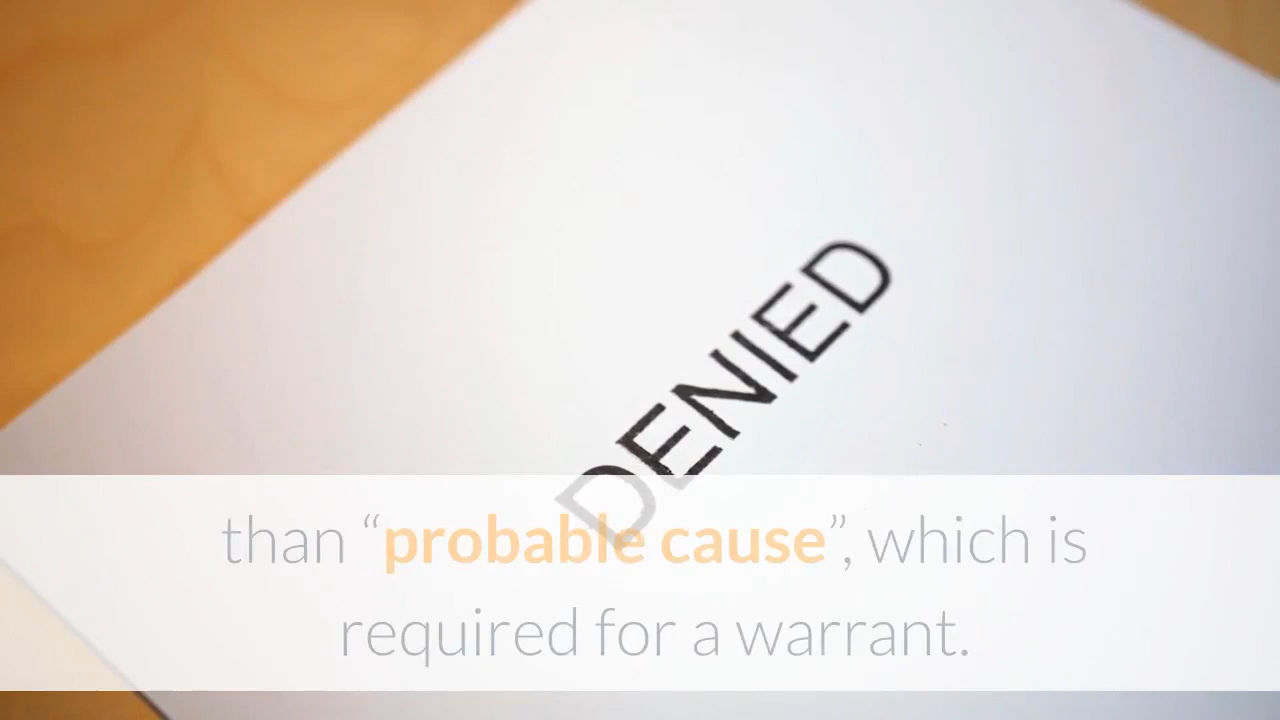 DENIED
than “probable cause”, which is
required for a warrant.